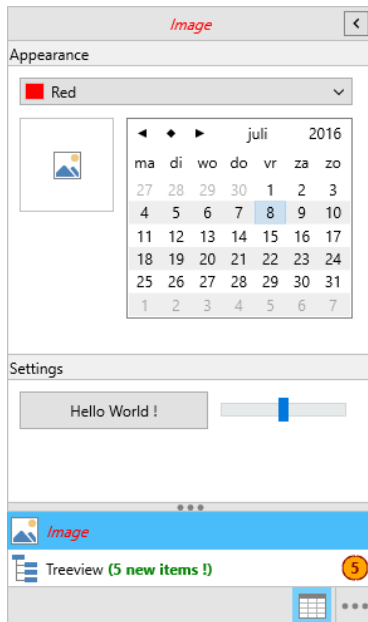 Image
Appearance
Red
juli 2016
ma di wo do vr za zo
27 28 29 30 1 2 3
4 5 6 7 8 9 10
11 12 13 14 15 16 17
18 19 20 21 22 23 24
25 26 27 28 29 30 31
1 2 3 4 5 6 7
Settings
Hello World !
Image
Treeview (5 new items !) 5